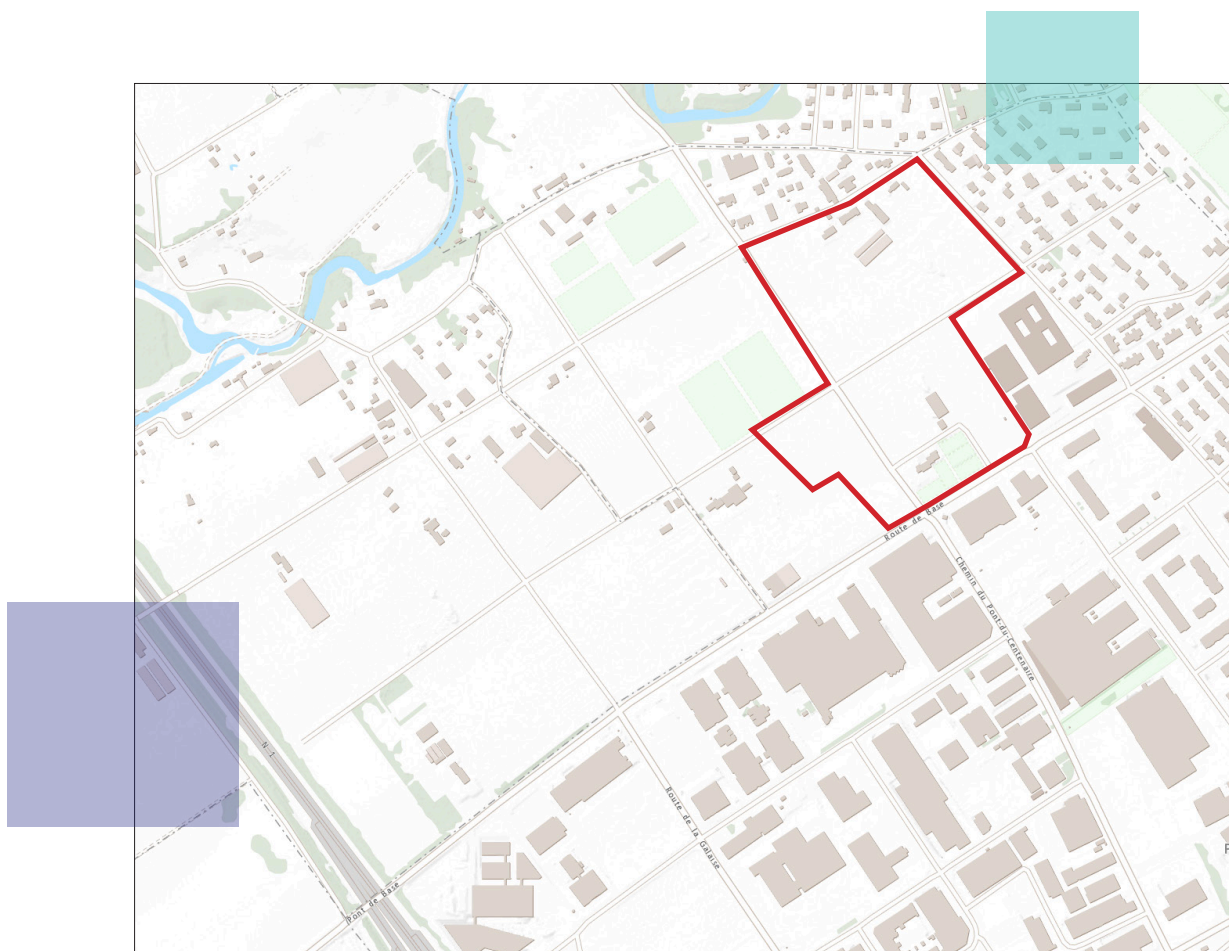 Route de Base
Chemin du Pont-du-Centenaire
N 1
Route de la Galaise
Pont de Base